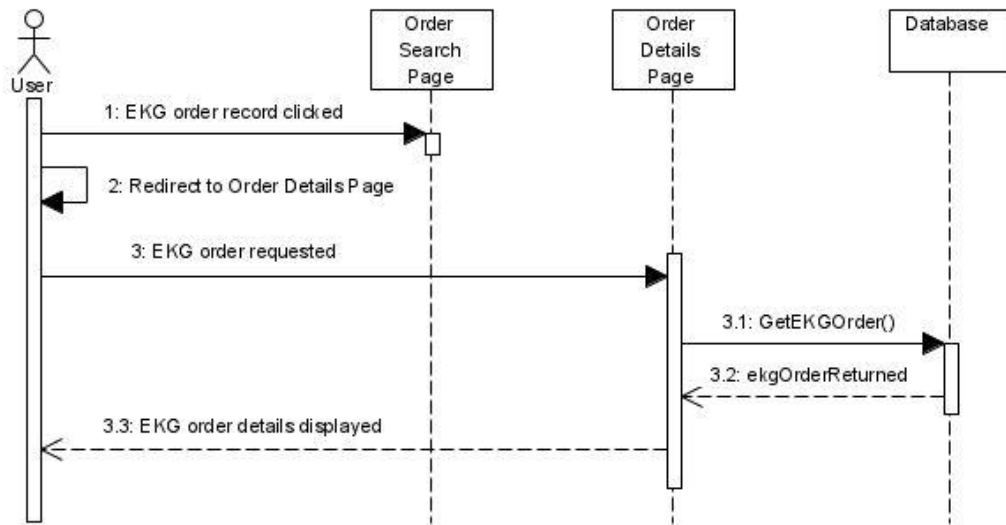 Order
Search
Page
Order
Details
Page
Database
User
1: EKG order record clicked
2: Redirect to Order Details Page
3: EKG order requested
3.1: GetEKGOrder()
3.2: ekgOrderReturned
3.3: EKG order details displayed